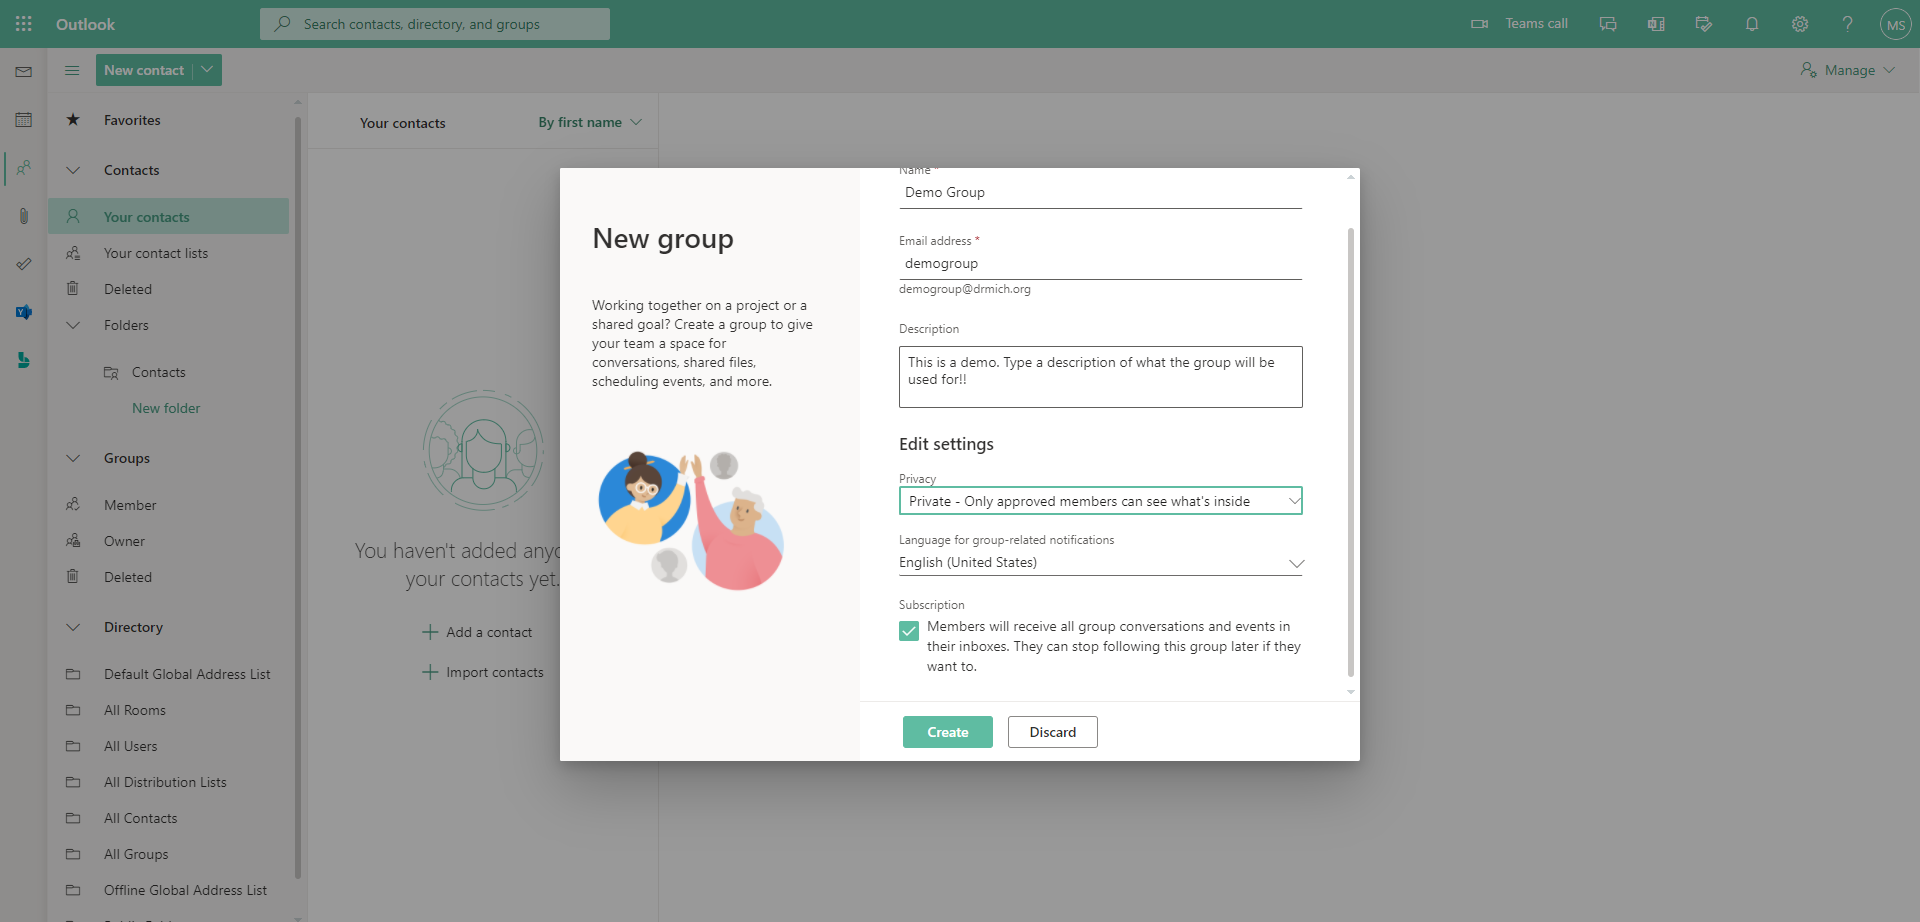 Outlook
Search contacts, directory, and groups
Teams call
MS
New contact
Manage
Favorites
Contacts
Your contacts
Your contact lists
Deleted
Folders
Contacts
New folder
Groups
Member
Owner
Deleted
Directory
Default Global Address List
All Rooms
All Users
All Distribution Lists
All Contacts
All Groups
Offline Global Address List
Your contacts
By first name
You haven't added
your contacts yet.
Add a contact
Import contacts
New group
Working together on a project or a
shared goal? Create a group to give
your team a space for
conversations, shared files,
scheduling events, and more.
Name *
Demo Group
Email address *
demogroup
demogroup@drmich.org
Description
This is a demo. Type a description of what the group will be
used for!!
Edit settings
Privacy
Private - Only approved members can see what's inside
Language for group-related notifications
English (United States)
Subscription
Members will receive all group conversations and events in
their inboxes. They can stop following this group later if they
want to.
Create
Discard